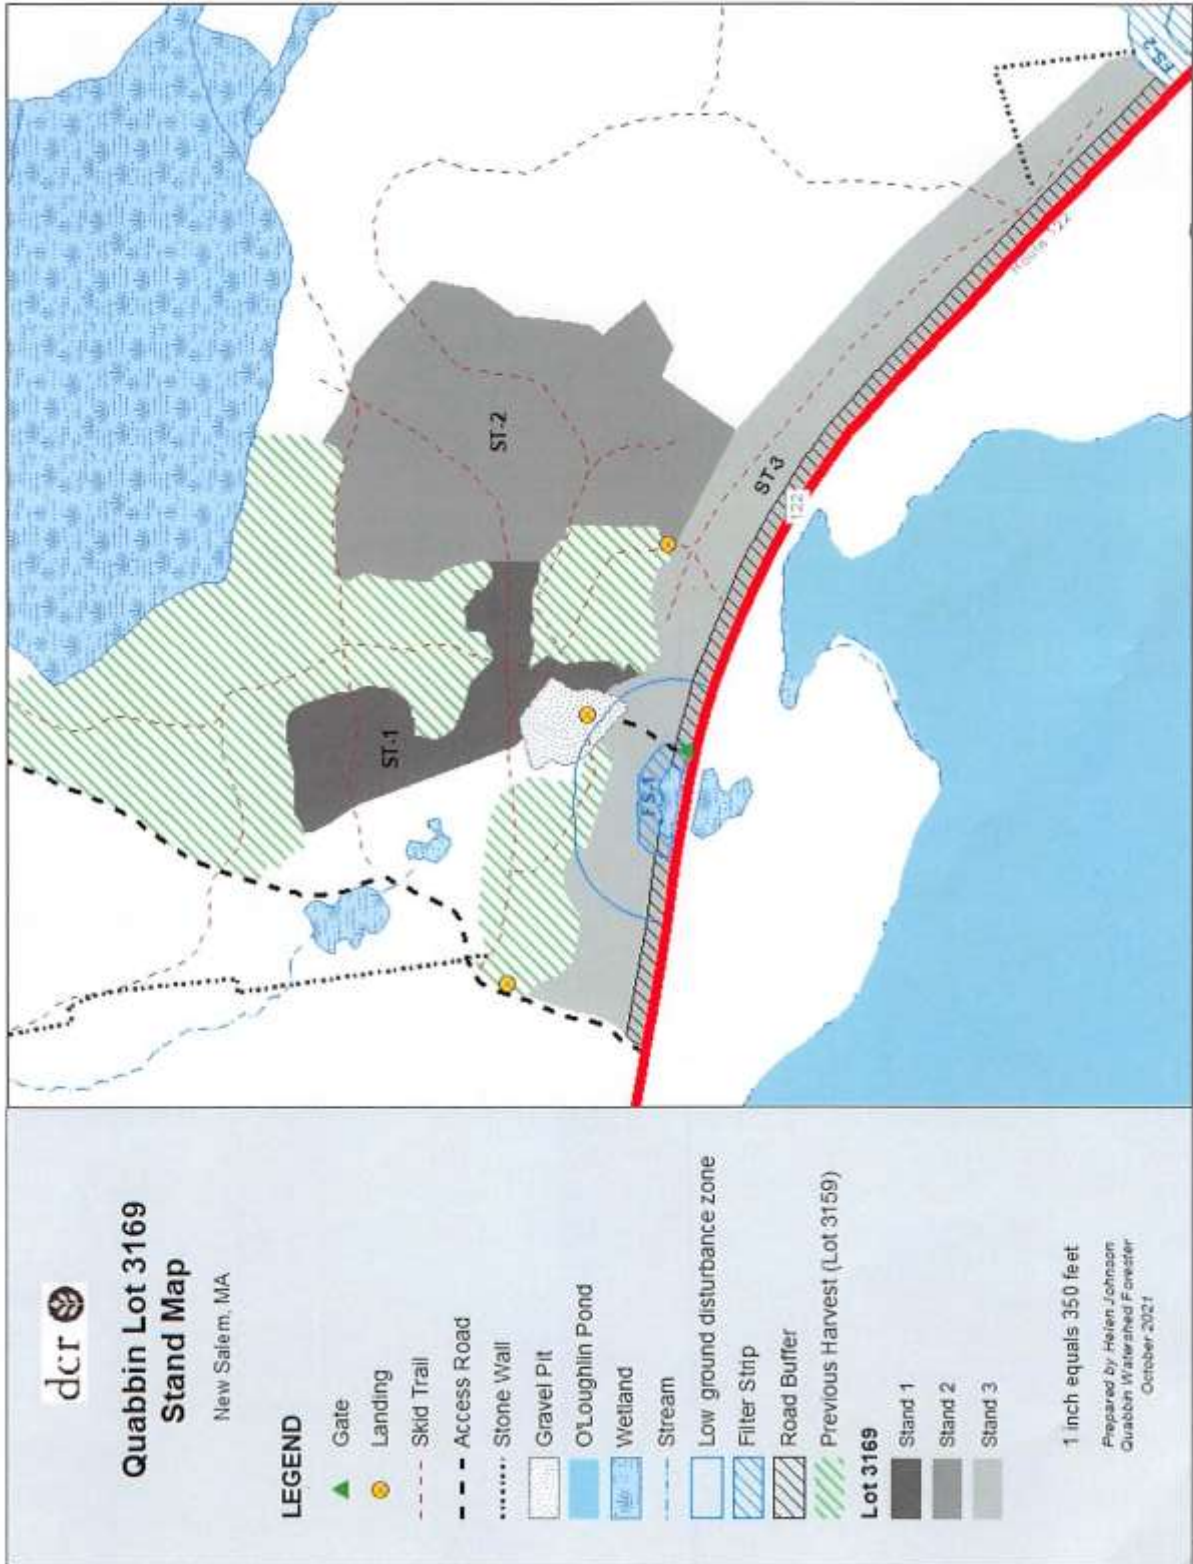 dcr
Quabbin Lot 3169
Stand Map
New Salem, MA
LEGEND
Gate
Landing
Skid Trail
Access Road
Stone Wall
Gravel Pit
O'Loughlin Pond
Wetland
Stream
Low ground disturbance zone
Filter Strip
Road Buffer
Previous Harvest (Lot 3159)
Lot 3169
Stand 1
Stand 2
Stand 3
1 inch equals 350 feet
Prepared by Helen Johnson
Quabbin Watershed Forester
October 2021
ST-1
ST-2
ST-3
FS-1
FS-2
122
Route 122